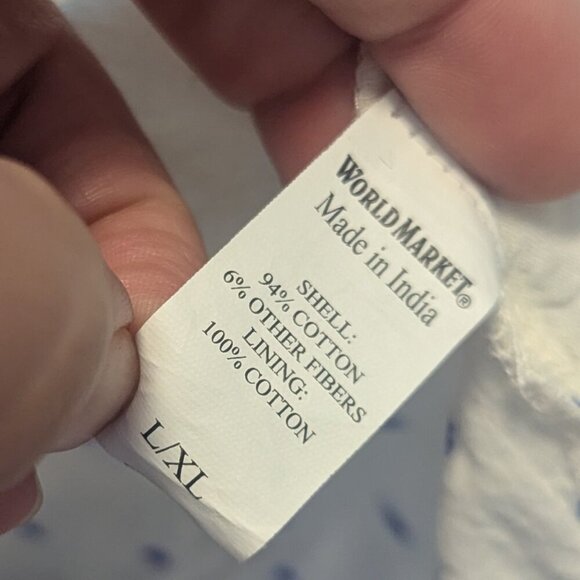 WORLD MARKET®
Made in India
SHELL:
94% COTTON
6% OTHER FIBERS
LINING:
100% COTTON
L/XL